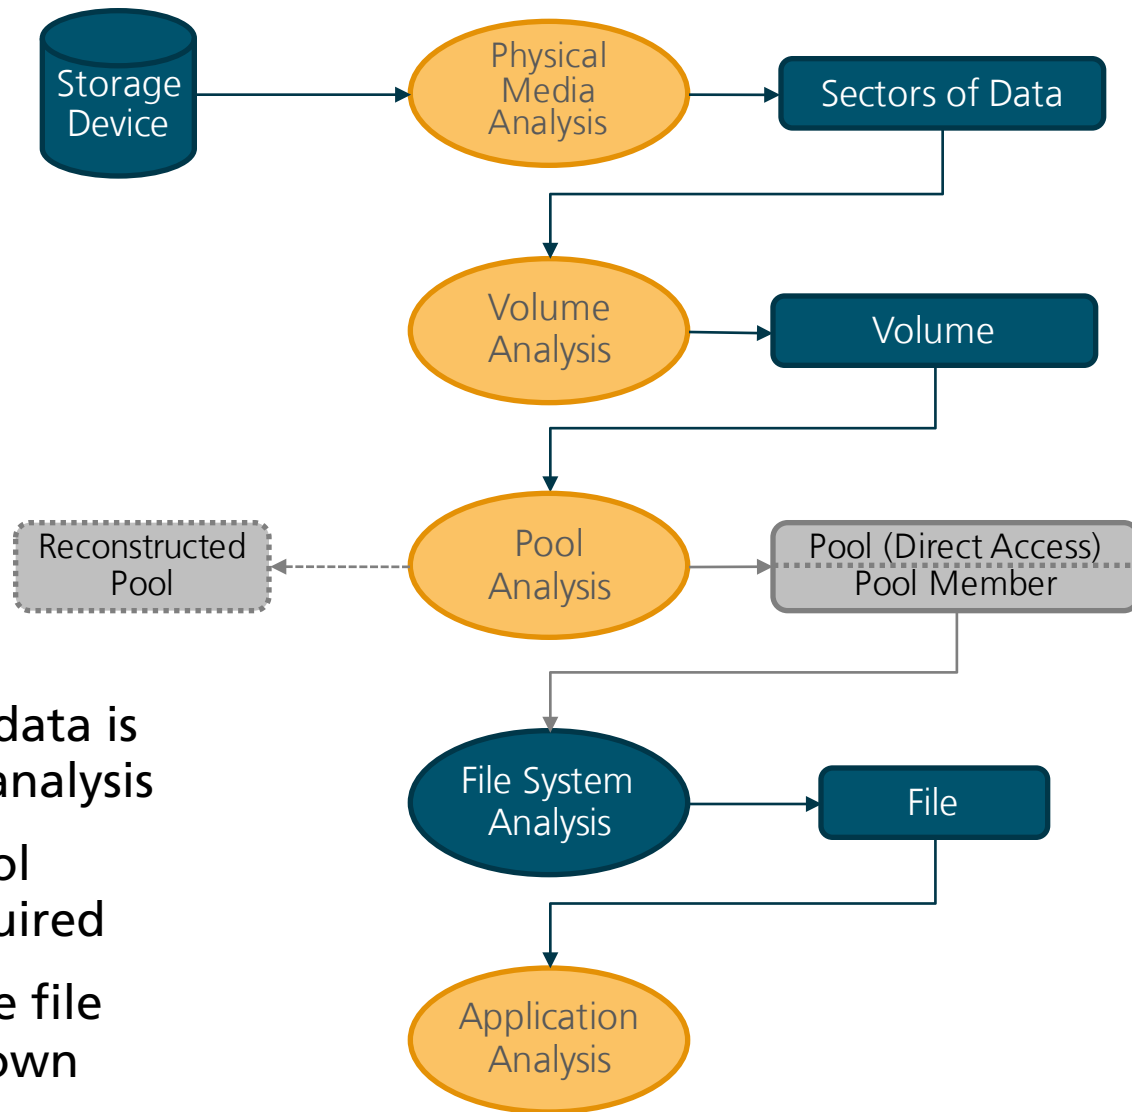 Storage
Device
Physical
Media
Analysis
Sectors of Data
Volume
Analysis
Volume
Reconstructed
Pool
Pool
Analysis
Pool (Direct Access)
Pool Member
data is
analysis
File System
Analysis
File
ol
uired
e file
own
Application
Analysis